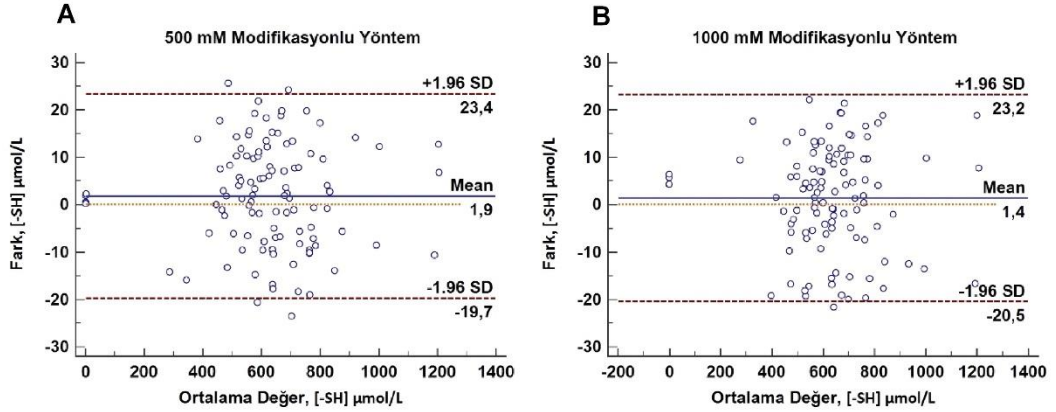 A
500 mM Modifikasyonlu Yöntem
30
20
10
0
-10
-20
-30
+1.96 SD
23,4
Mean
1,9
-1.96 SD
-19,7
0
200
400
600
800
1000
1200
1400
Fark, [-SH] µmol/L
Ortalama Değer, [-SH] µmol/L
B
1000 mM Modifikasyonlu Yöntem
30
20
10
0
-10
-20
-30
+1.96 SD
23,2
Mean
1,4
-1.96 SD
-20,5
-200
0
200
400
600
800
1000
1200
1400
Fark, [-SH] µmol/L
Ortalama Değer, [-SH] µmol/L